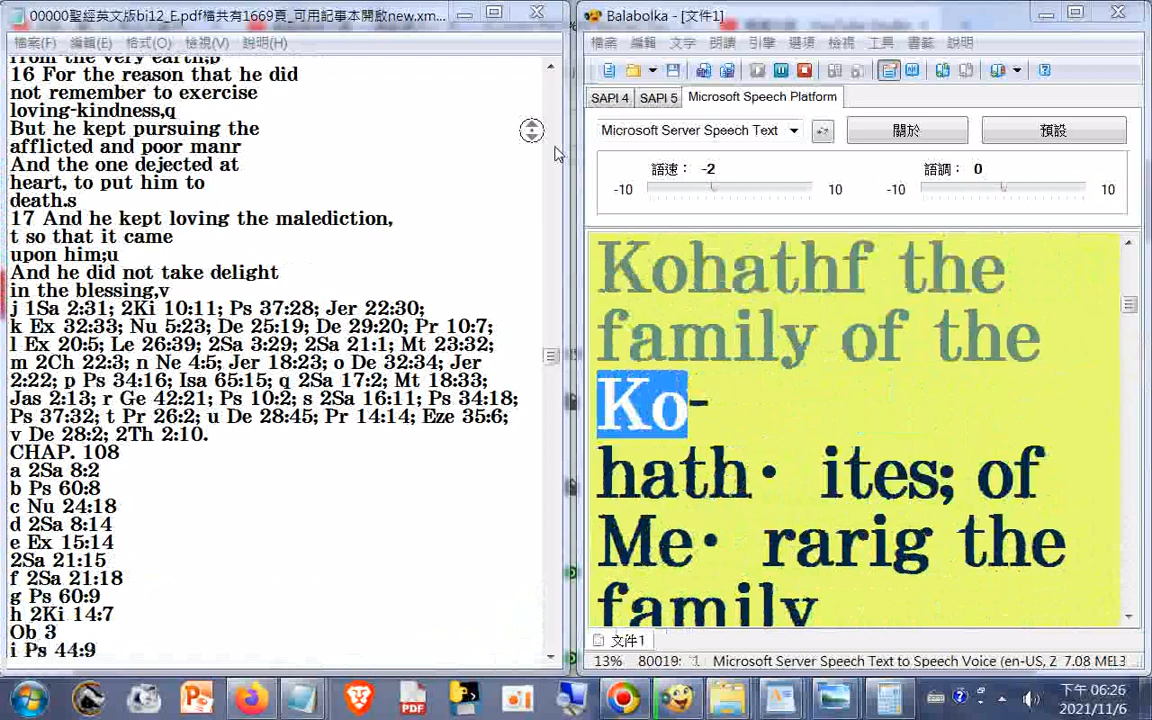 00000聖經英文版bi12_E.pdf檔共有1669頁_可用記事本開啟new.xm...
檔案(F) 編輯(E) 格式(O) 檢視(V) 說明(H)
from the very earth;p
16 For the reason that he did
not remember to exercise
loving-kindness,q
But he kept pursuing the
afflicted and poor manr
And the one dejected at
heart, to put him to
death.s
17 And he kept loving the malediction,
t so that it came
upon him;u
And he did not take delight
in the blessing,v
j 1Sa 2:31; 2Ki 10:11; Ps 37:28; Jer 22:30;
k Ex 32:33; Nu 5:23; De 25:19; De 29:20; Pr 10:7;
l Ex 20:5; Le 26:39; 2Sa 3:29; 2Sa 21:1; Mt 23:32;
m 2Ch 22:3; n Ne 4:5; Jer 18:23; o De 32:34; Jer
2:22; p Ps 34:16; Isa 65:15; q 2Sa 17:2; Mt 18:33;
Jas 2:13; r Ge 42:21; Ps 10:2; s 2Sa 16:11; Ps 34:18;
Ps 37:32; t Pr 26:2; u De 28:45; Pr 14:14; Eze 35:6;
v De 28:2; 2Th 2:10.
CHAP. 108
a 2Sa 8:2
b Ps 60:8
c Nu 24:18
d 2Sa 8:14
e Ex 15:14
2Sa 21:15
f 2Sa 21:18
g Ps 60:9
h 2Ki 14:7
Ob 3
i Ps 44:9
Balabolka - [文件1]
檔案 編輯 文字 朗讀 引擎 選項 檢視 工具 書籤 說明
SAPI 4 SAPI 5 Microsoft Speech Platform
Microsoft Server Speech Text 關於 預設
語速： -2 語調： 0
-10 10 -10 10
Kohathf the
family of the
Ko-
hath· ites; of
Me· rarig the
family
文件1
13% 80019: Microsoft Server Speech Text to Speech Voice (en-US, Z 7.08
下午 06:26
2021/11/6